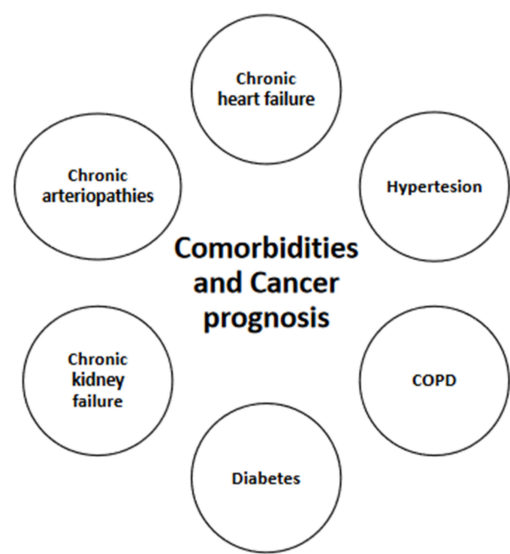 Chronic
heart failure
Hypertesion
COPD
Diabetes
Chronic
kidney
failure
Chronic
arteriopathies
Comorbidities
and Cancer
prognosis